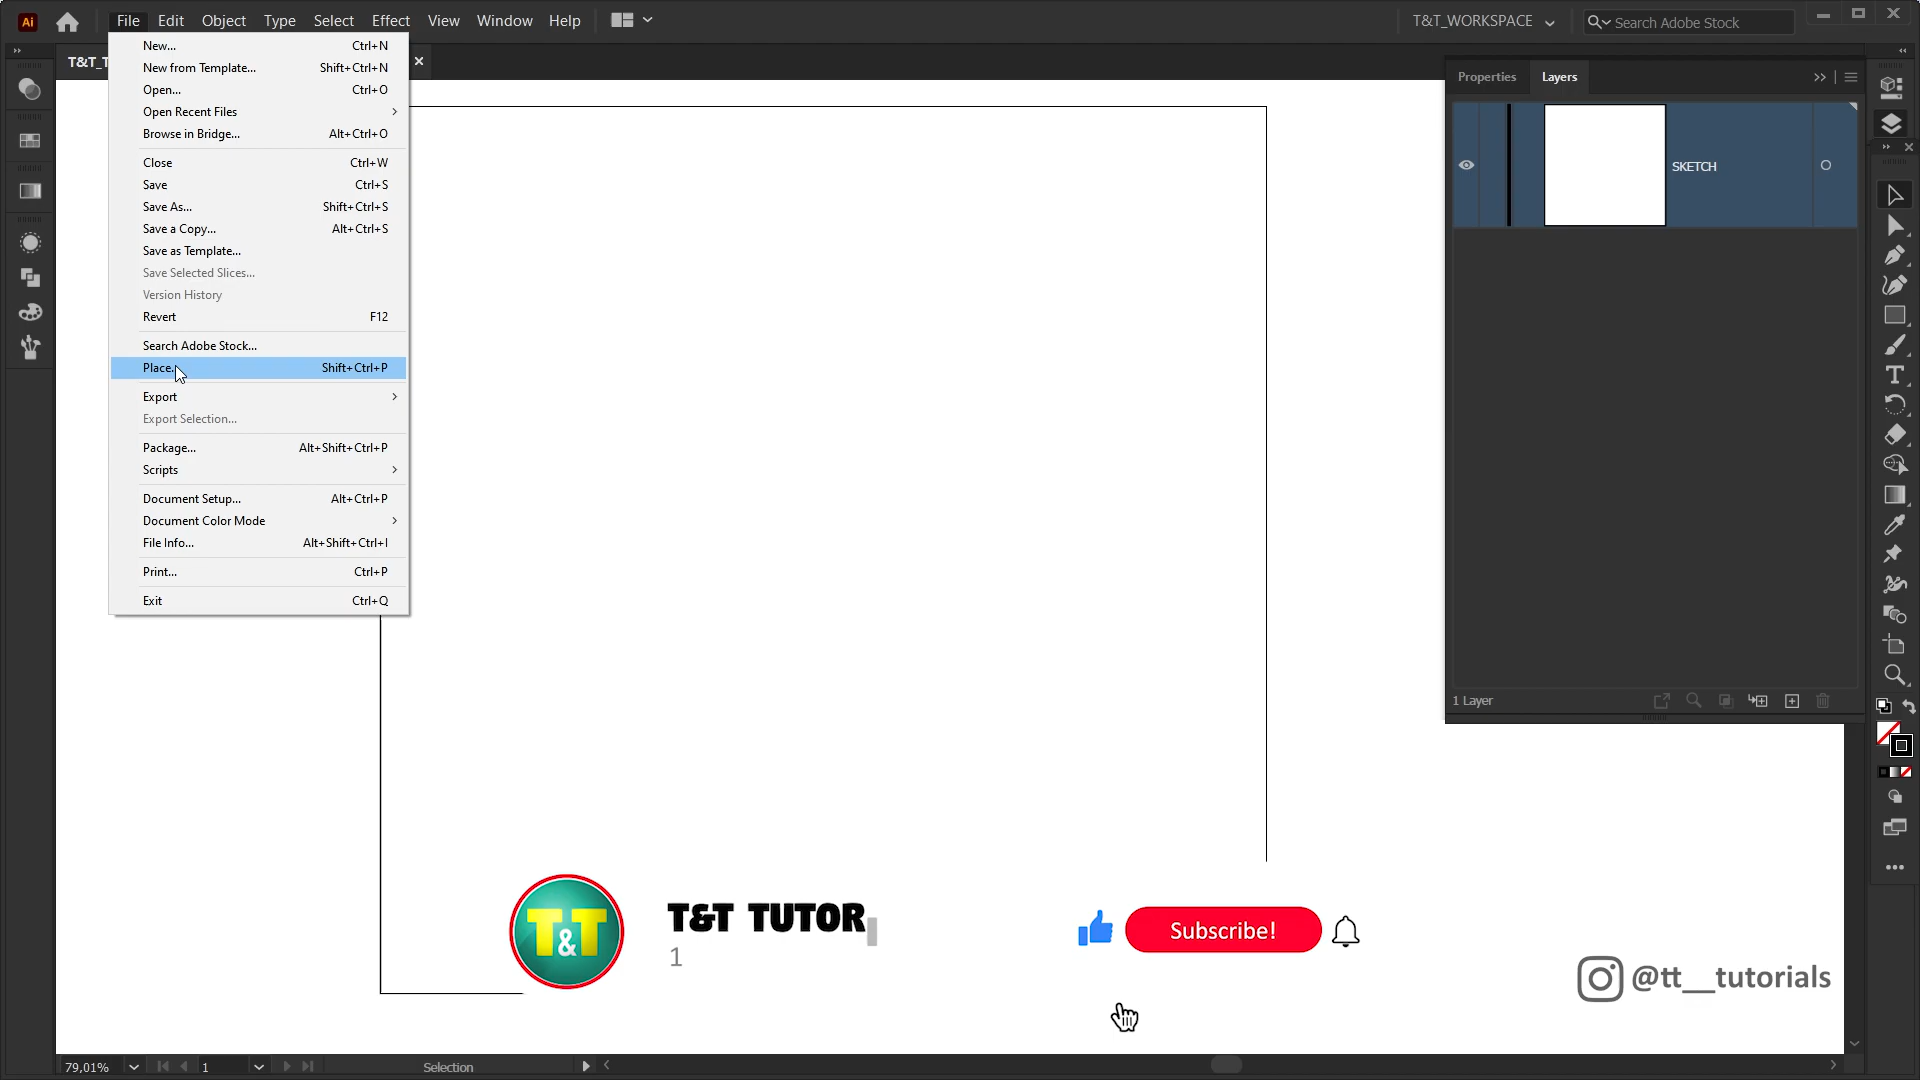 Ai File Edit Object Type Select Effect View Window Help
T&T_WORKSPACE
Search Adobe Stock
T&T_T
New... Ctrl+N
New from Template... Shift+Ctrl+N
Open... Ctrl+O
Open Recent Files
Browse in Bridge... Alt+Ctrl+O
Close Ctrl+W
Save Ctrl+S
Save As... Shift+Ctrl+S
Save a Copy... Alt+Ctrl+S
Save as Template...
Save Selected Slices...
Version History
Revert F12
Search Adobe Stock...
Place... Shift+Ctrl+P
Export
Export Selection...
Package... Alt+Shift+Ctrl+P
Scripts
Document Setup... Alt+Ctrl+P
Document Color Mode
File Info... Alt+Shift+Ctrl+I
Print... Ctrl+P
Exit Ctrl+Q
Properties Layers
SKETCH
1 Layer
T&T
T&T TUTOR
1
Subscribe!
@tt__tutorials
79,01% 1 Selection